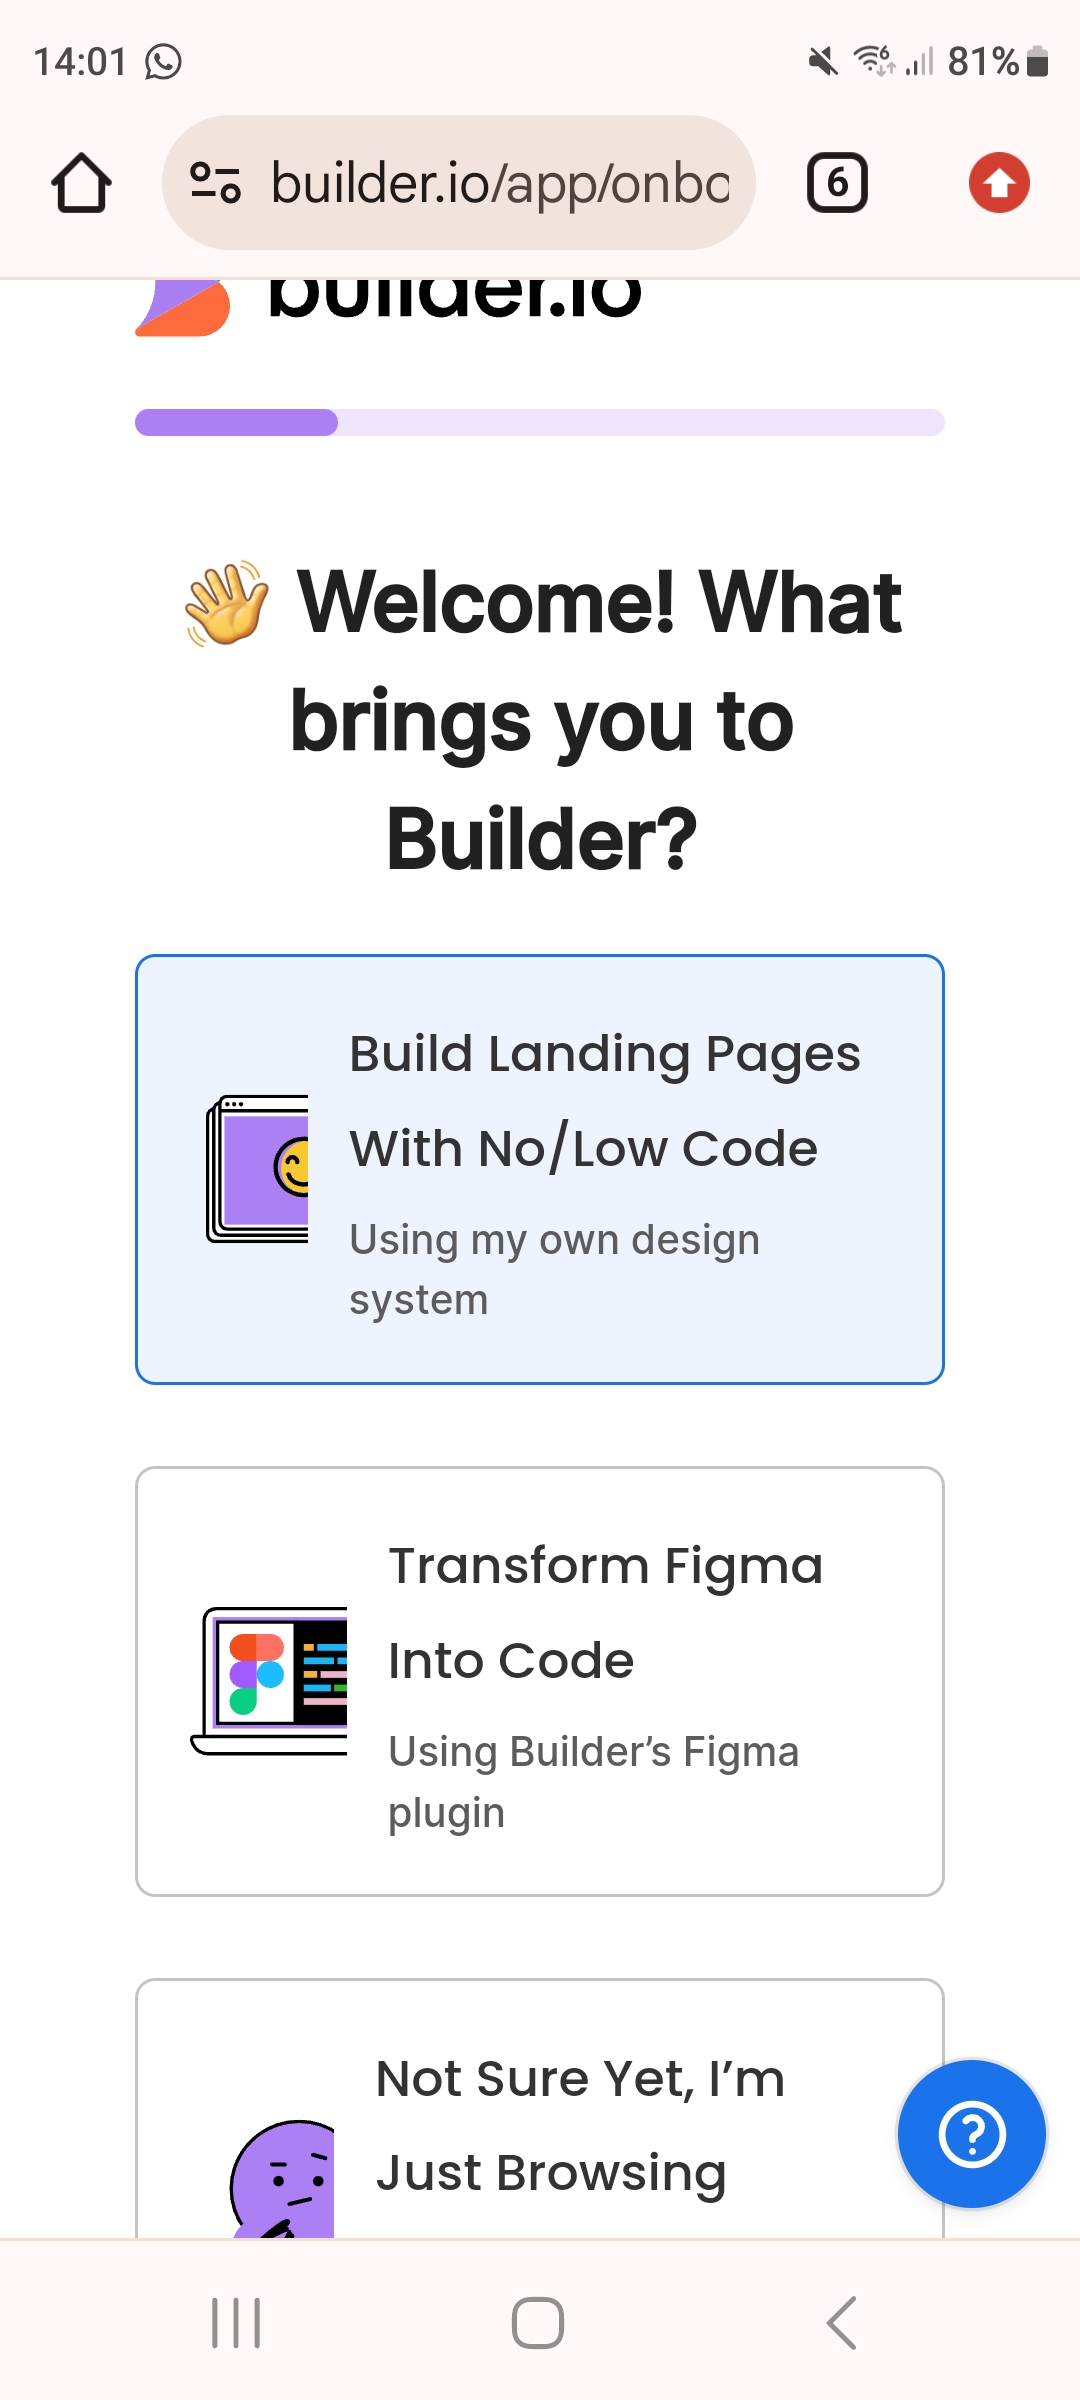 14:01
81%
builder.io/app/onbo
6
builder.io
👋 Welcome! What
brings you to
Builder?
Build Landing Pages
With No/Low Code
Using my own design
system
Transform Figma
Into Code
Using Builder’s Figma
plugin
Not Sure Yet, I’m
Just Browsing